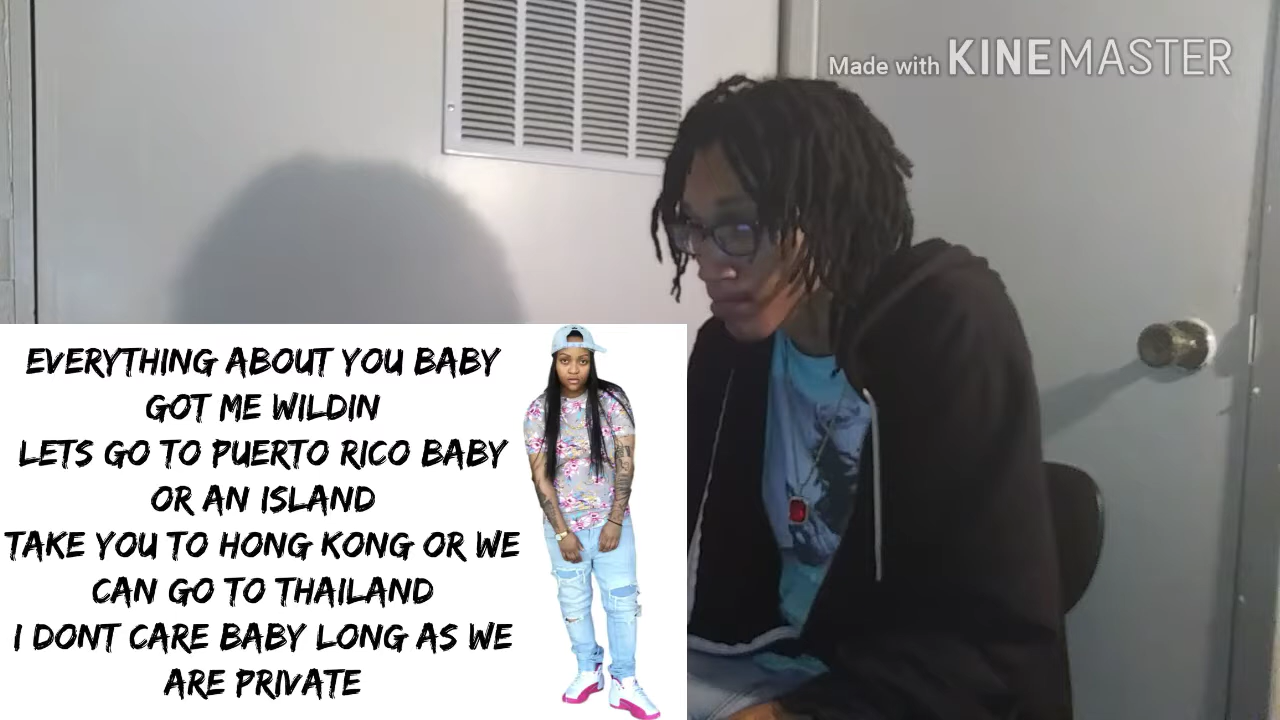 Made with KINEMASTER
EVERYTHING ABOUT YOU BABY
GOT ME WILDIN
LETS GO TO PUERTO RICO BABY
OR AN ISLAND
TAKE YOU TO HONG KONG OR WE
CAN GO TO THAILAND
I DONT CARE BABY LONG AS WE
ARE PRIVATE